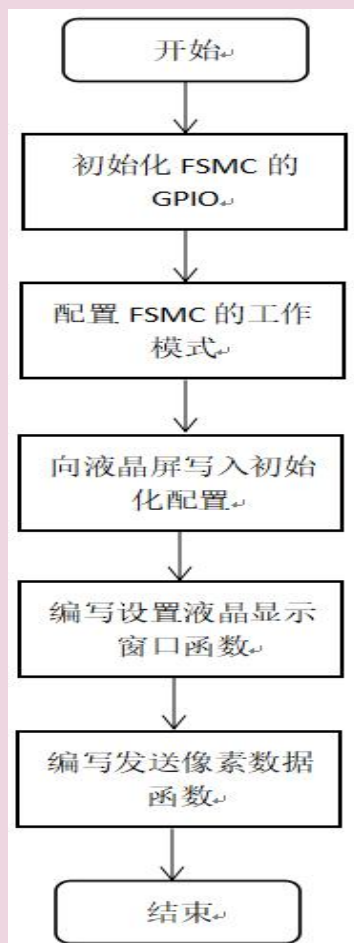 开始
初始化 FSMC 的
GPIO
配置 FSMC 的工作
模式
向液晶屏写入初始
化配置
编写设置液晶显示
窗口函数
编写发送像素数据
函数
结束